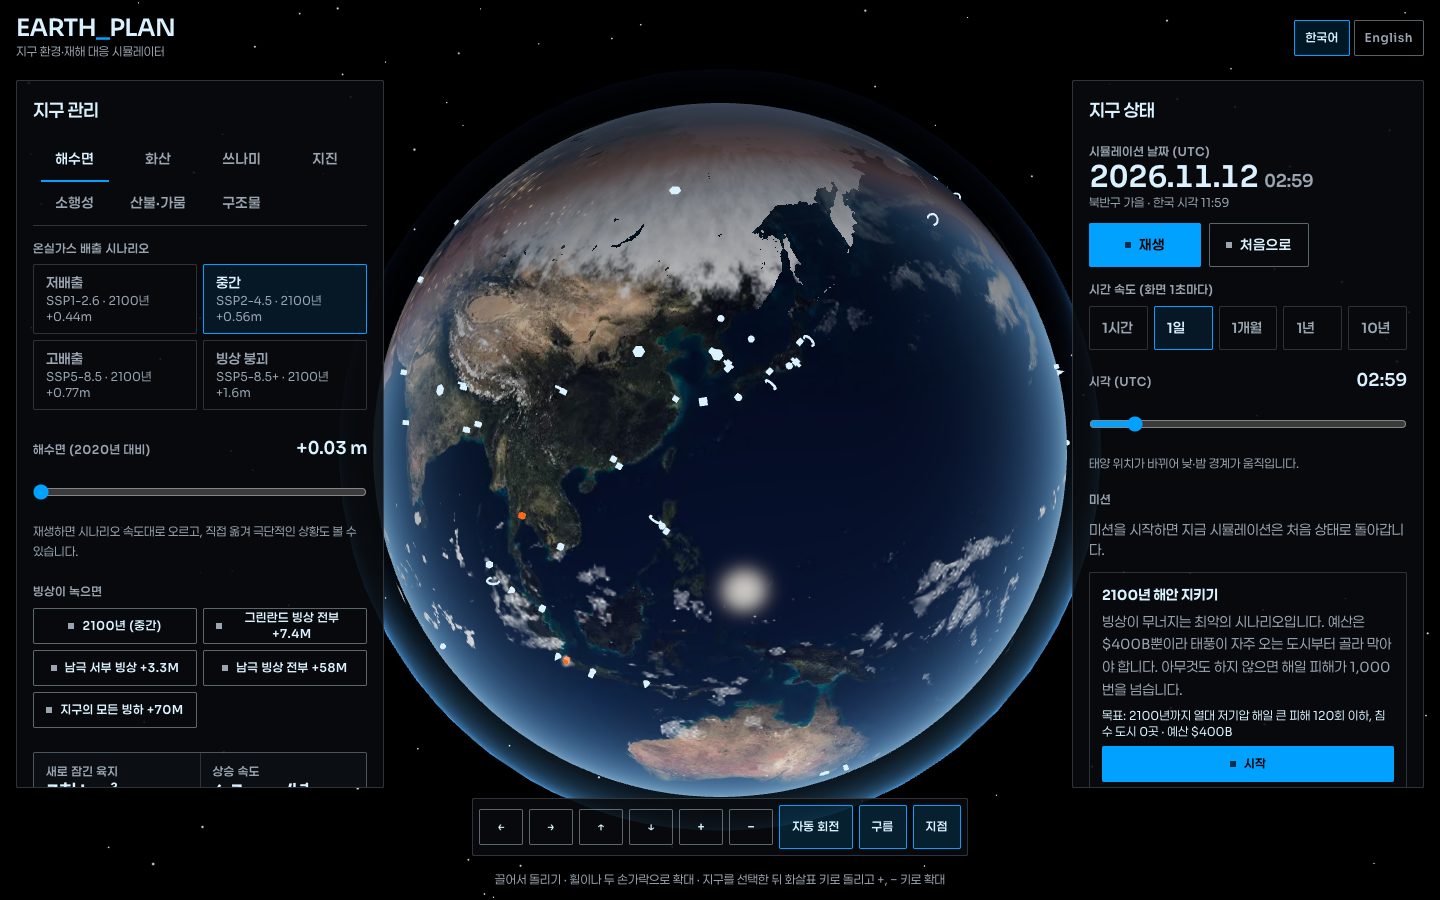 EARTH_PLAN
지구 환경·재해 대응 시뮬레이터
한국어
English
지구 관리
해수면
화산
쓰나미
지진
소행성
산불·가뭄
구조물
온실가스 배출 시나리오
저배출
SSP1-2.6 · 2100년
+0.44m
중간
SSP2-4.5 · 2100년
+0.56m
고배출
SSP5-8.5 · 2100년
+0.77m
빙상 붕괴
SSP5-8.5+ · 2100년
+1.6m
해수면 (2020년 대비)
+0.03 m
재생하면 시나리오 속도대로 오르고, 직접 옮겨 극단적인 상황도 볼 수
있습니다.
빙상이 녹으면
2100년 (중간)
그린란드 빙상 전부
+7.4M
남극 서부 빙상 +3.3M
남극 빙상 전부 +58M
지구의 모든 빙하 +70M
새로 잠긴 육지
상승 속도
지구 상태
시뮬레이션 날짜 (UTC)
2026.11.12 02:59
북반구 가을 · 한국 시각 11:59
재생
처음으로
시간 속도 (화면 1초마다)
1시간
1일
1개월
1년
10년
시각 (UTC)
02:59
태양 위치가 바뀌어 낮·밤 경계가 움직입니다.
미션
미션을 시작하면 지금 시뮬레이션은 처음 상태로 돌아갑니
다.
2100년 해안 지키기
빙상이 무너지는 최악의 시나리오입니다. 예산은
$400B뿐이라 태풍이 자주 오는 도시부터 골라 막아
야 합니다. 아무것도 하지 않으면 해일 피해가 1,000
번을 넘습니다.
목표: 2100년까지 열대 저기압 해일 큰 피해 120회 이하, 침
수 도시 0곳 · 예산 $400B
시작
← → ↑ ↓ + −
자동 회전
구름
지점
끌어서 돌리기 · 휠이나 두 손가락으로 확대 · 지구를 선택한 뒤 화살표 키로 돌리고 +, − 키로 확대